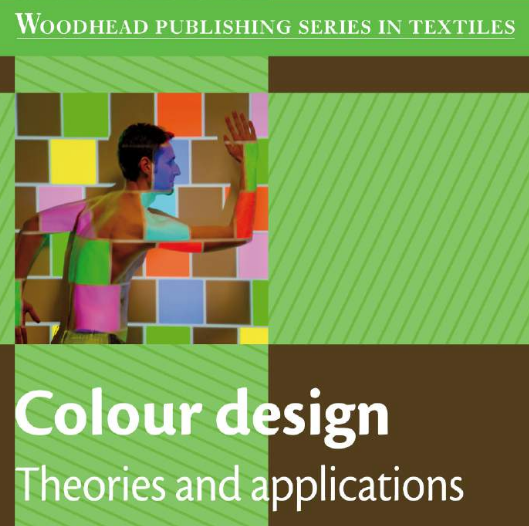 WOODHEAD PUBLISHING SERIES IN TEXTILES
Colour design
Theories and applications